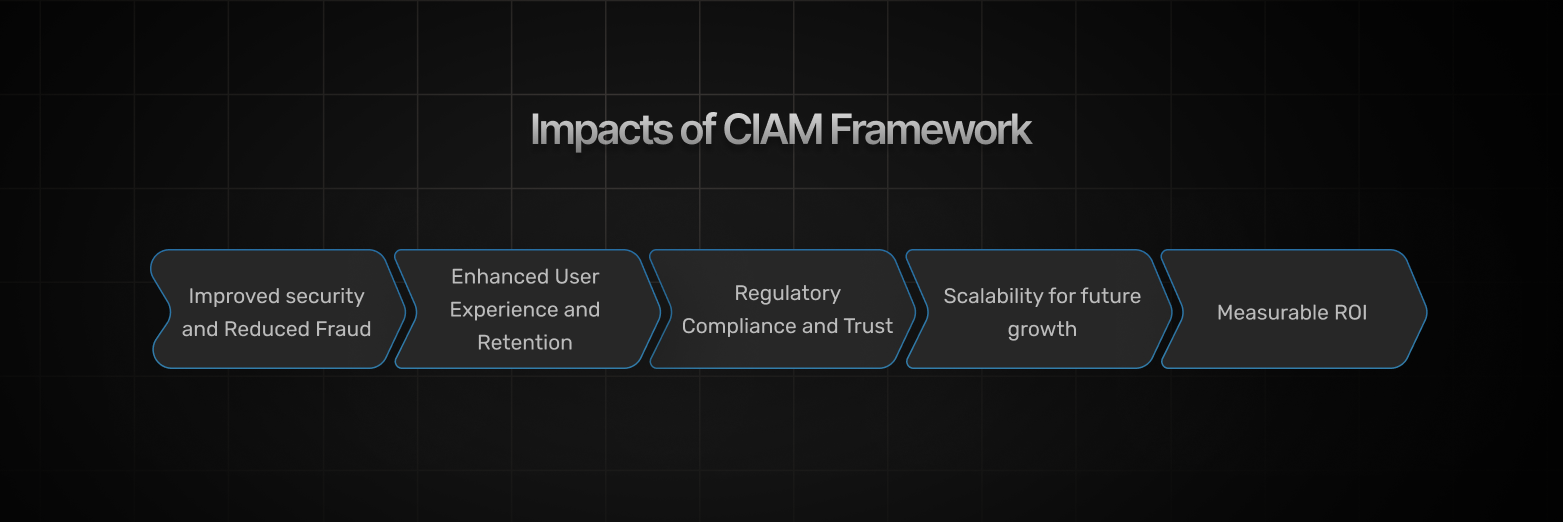 Impacts of CIAM Framework
Improved security
and Reduced Fraud
Enhanced User
Experience and
Retention
Regulatory
Compliance and Trust
Scalability for future
growth
Measurable ROI